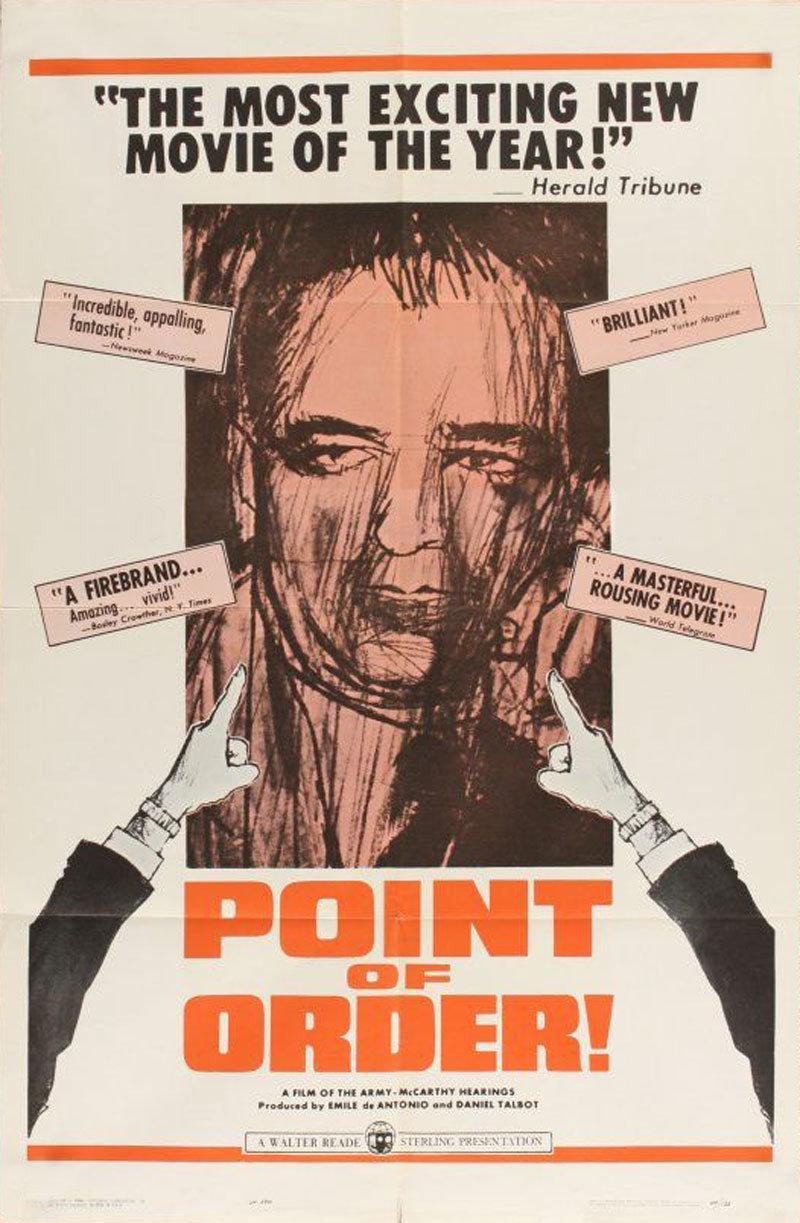 "THE MOST EXCITING NEW
MOVIE OF THE YEAR!"
— Herald Tribune
"Incredible, appalling,
fantastic!"
—Newsweek Magazine
"BRILLIANT!"
—New Yorker Magazine
"A FIREBRAND...
Amazing... vivid!"
—Bosley Crowther, N.Y. Times
"...A MASTERFUL...
ROUSING MOVIE!"
— World Telegram
POINT
OF
ORDER!
A FILM OF THE ARMY-McCARTHY HEARINGS
Produced by EMILE de ANTONIO and DANIEL TALBOT
A WALTER READE STERLING PRESENTATION